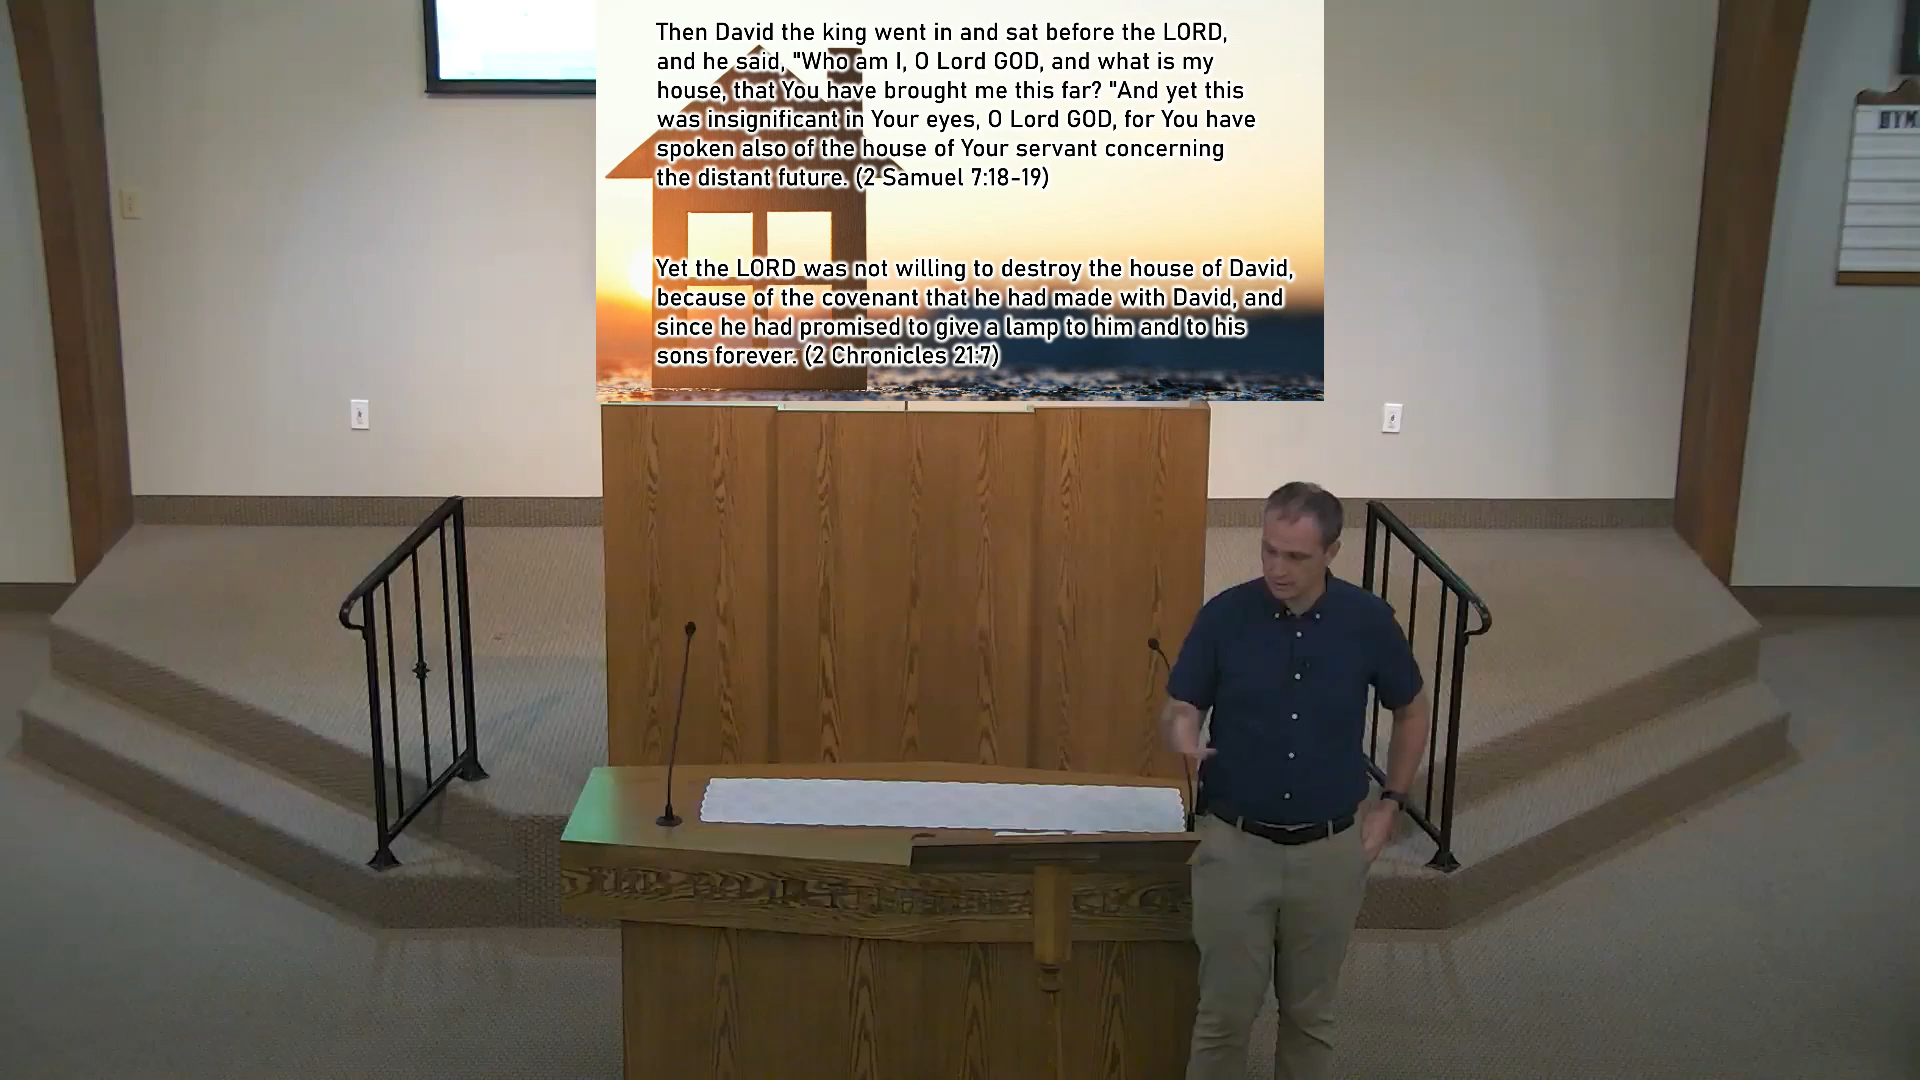 Then David the king went in and sat before the LORD,
and he said, "Who am I, O Lord GOD, and what is my
house, that You have brought me this far? "And yet this
was insignificant in Your eyes, O Lord GOD, for You have
spoken also of the house of Your servant concerning
the distant future. (2 Samuel 7:18-19)
Yet the LORD was not willing to destroy the house of David,
because of the covenant that he had made with David, and
since he had promised to give a lamp to him and to his
sons forever. (2 Chronicles 21:7)